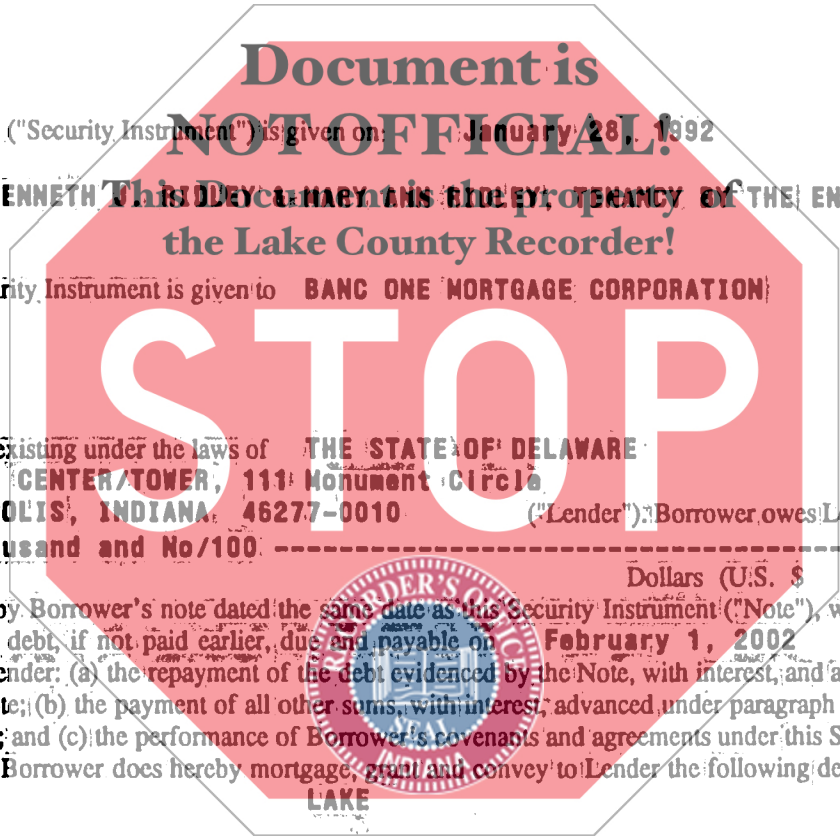 Document is
("Security Instrument") is given on January 28, 1992
NOT OFFICIAL!
ENNETH J. RIDLEY & MARY ANN RIDLEY, TENANCY BY THE EN
This Document is the property of
the Lake County Recorder!
rity Instrument is given to BANC ONE MORTGAGE CORPORATION
STOP
existing under the laws of THE STATE OF DELAWARE
CENTER/TOWER, 111 Monument Circle
OLIS, INDIANA, 46277-0010 ("Lender"). Borrower owes L
usand and No/100
Dollars (U.S. $
by Borrower's note dated the same date as this Security Instrument ("Note"), w
debt, if not paid earlier, due and payable on February 1, 2002
nder: (a) the repayment of the debt evidenced by the Note, with interest, and a
te; (b) the payment of all other sums, with interest, advanced under paragraph
; and (c) the performance of Borrower's covenants and agreements under this S
Borrower does hereby mortgage, grant and convey to Lender the following de
LAKE
RECORDER'S OFFICE
SEAL
INDIANA